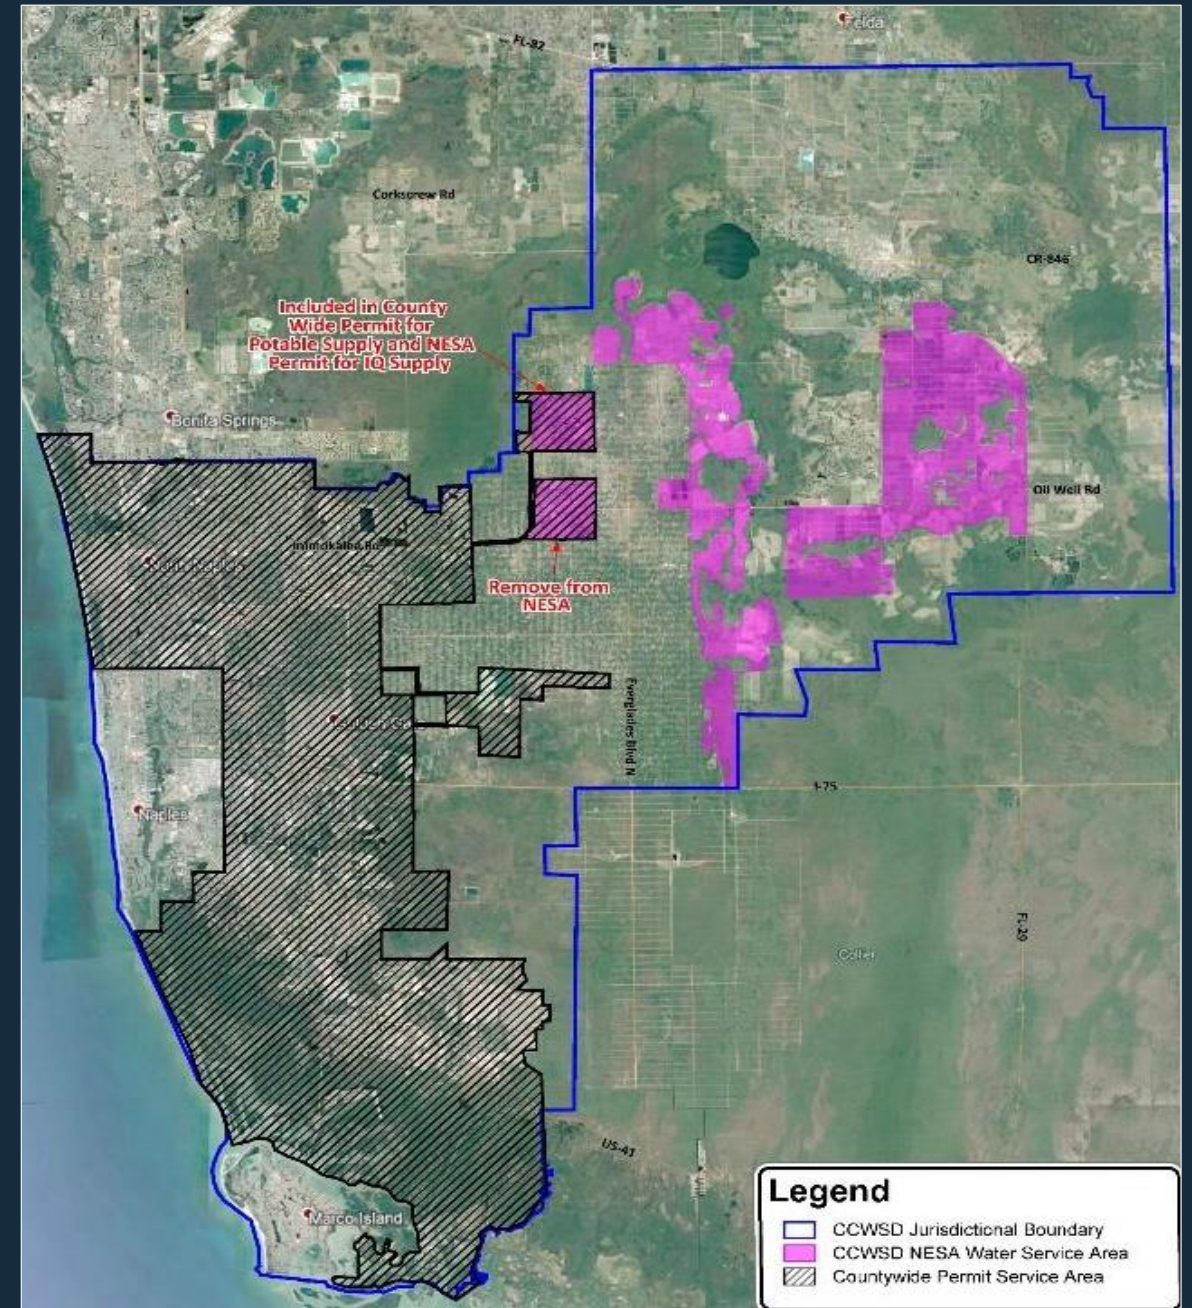 Felda
FL-82
Corkscrew Rd
CR-846
Included in County
Wide Permit for
Potable Supply and NESA
Permit for IQ Supply
Bonita Springs
Oil Well Rd
Immokalee Rd
North Naples
Remove from
NESA
Everglades Blvd N
I-75
Naples
FL-29
Collier
US-41
Marco Island
Legend
CCWSD Jurisdictional Boundary
CCWSD NESA Water Service Area
Countywide Permit Service Area